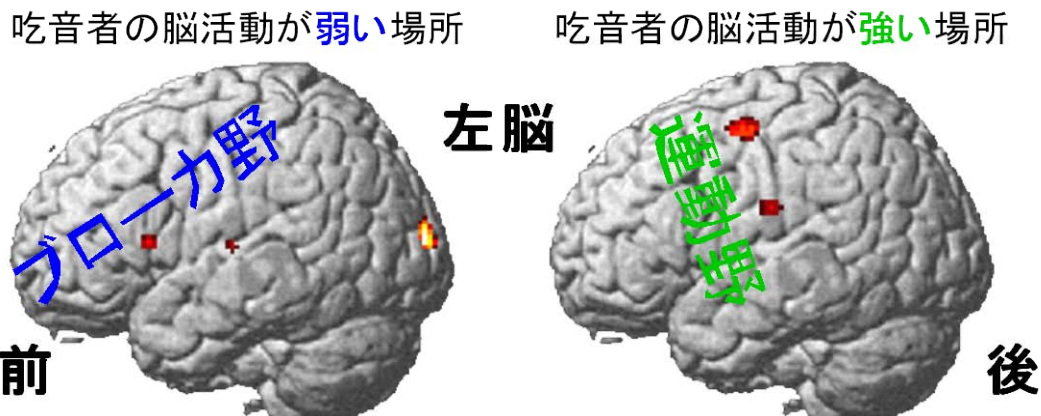 吃音者の脳活動が弱い場所
吃音者の脳活動が強い場所
左脳
ブローカ野
運動野
前
後